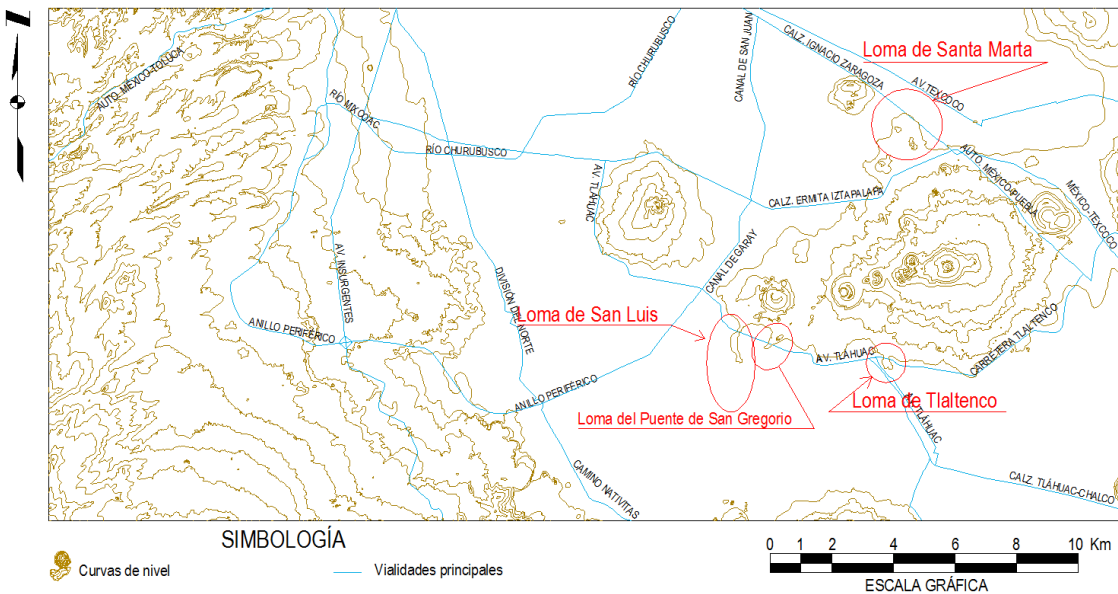 N
CALZ. IGNACIO ZARAGOZA
Loma de Santa Marta
AUTO. MÉXICO-TOLUCA
RÍO CHURUBUSCO
CANAL DE SAN JUAN
AV. TEXCOCO
RÍO MIXCOAC
RÍO CHURUBUSCO
AV. TLÁHUAC
CALZ. ERMITA IZTAPALAPA
AUTO. MÉXICO-PUEBLA
MÉXICO-TEXCOCO
AV. INSURGENTES
CANAL DE GARAY
DIVISIÓN DEL NORTE
ANILLO PERIFÉRICO
Loma de San Luis
AV. TLÁHUAC
CARRETERA TLALTENCO
ANILLO PERIFÉRICO
Loma de Tlaltenco
Loma del Puente de San Gregorio
AV. TLÁHUAC
CAMINO NATIVITAS
CALZ. TLÁHUAC-CHALCO
SIMBOLOGÍA
Curvas de nivel
Vialidades principales
0 1 2 4 6 8 10 Km
ESCALA GRÁFICA